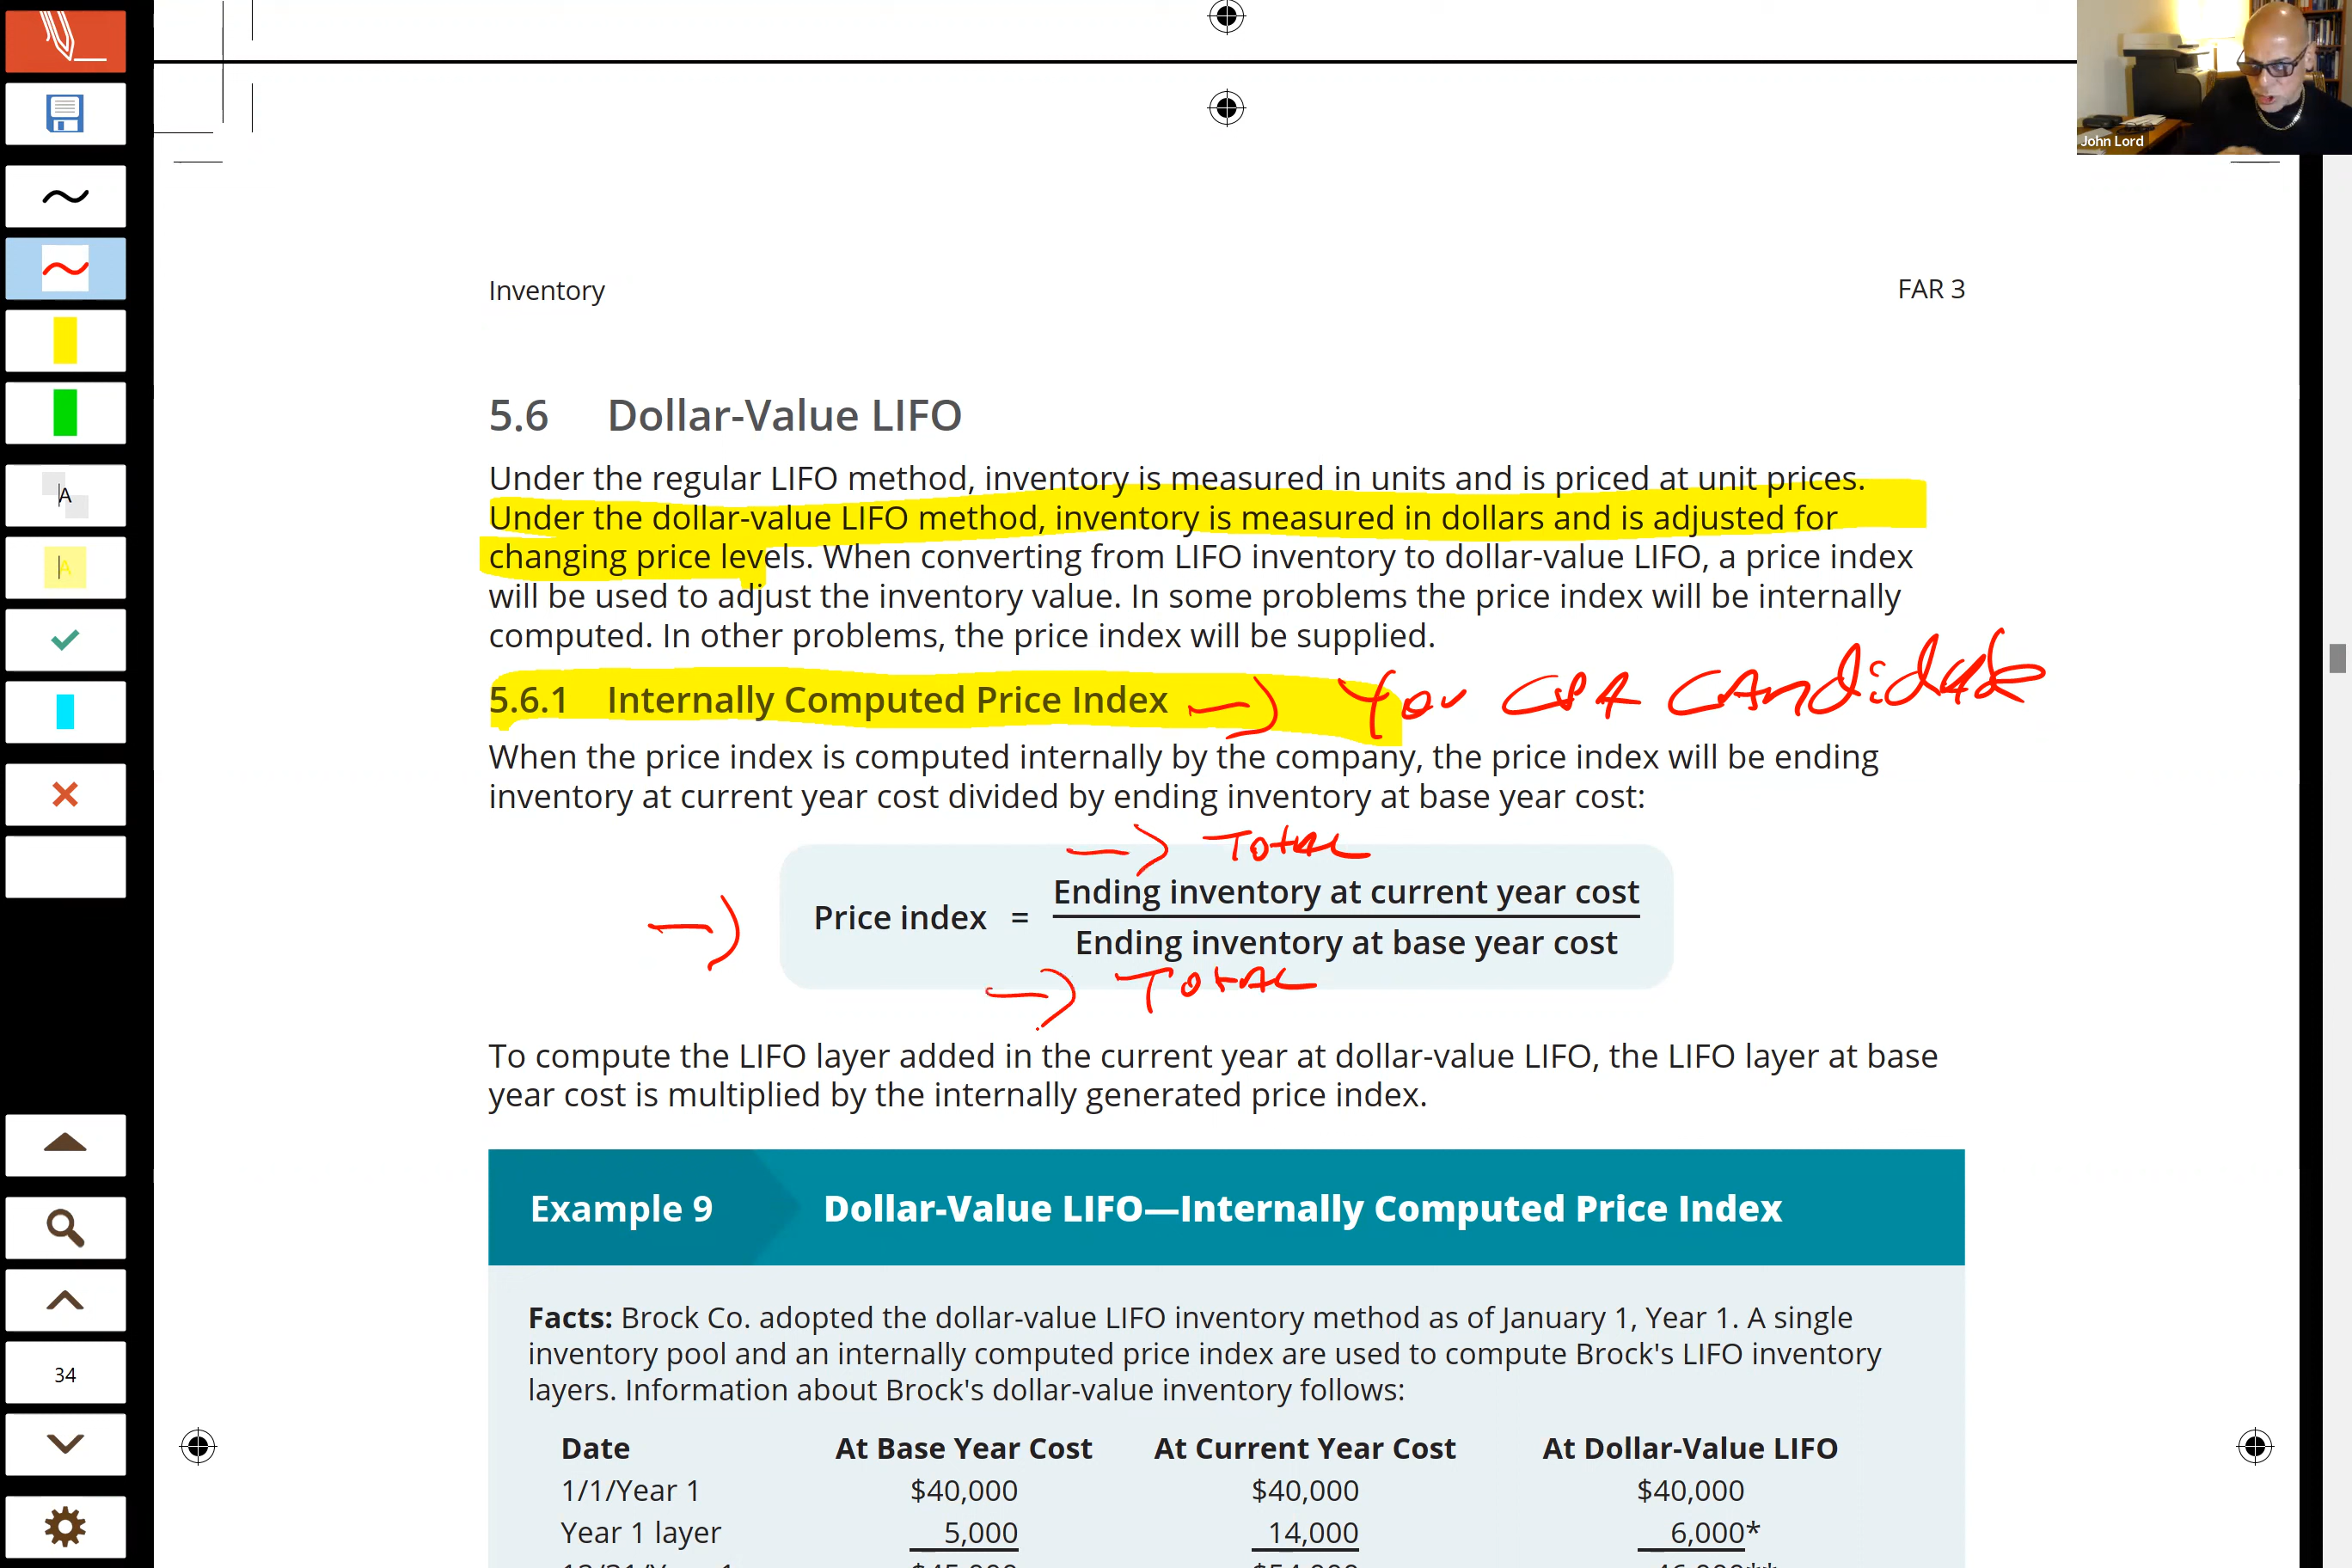 John Lord
Inventory
FAR 3
5.6 Dollar-Value LIFO
Under the regular LIFO method, inventory is measured in units and is priced at unit prices.
Under the dollar-value LIFO method, inventory is measured in dollars and is adjusted for
changing price levels. When converting from LIFO inventory to dollar-value LIFO, a price index
will be used to adjust the inventory value. In some problems the price index will be internally
computed. In other problems, the price index will be supplied.
5.6.1 Internally Computed Price Index You CPA Candidate
When the price index is computed internally by the company, the price index will be ending
inventory at current year cost divided by ending inventory at base year cost:
Total
Price index = Ending inventory at current year cost
Ending inventory at base year cost
Total
To compute the LIFO layer added in the current year at dollar-value LIFO, the LIFO layer at base
year cost is multiplied by the internally generated price index.
Example 9 Dollar-Value LIFO—Internally Computed Price Index
Facts: Brock Co. adopted the dollar-value LIFO inventory method as of January 1, Year 1. A single
inventory pool and an internally computed price index are used to compute Brock's LIFO inventory
layers. Information about Brock's dollar-value inventory follows:
Date At Base Year Cost At Current Year Cost At Dollar-Value LIFO
1/1/Year 1 $40,000 $40,000 $40,000
Year 1 layer 5,000 14,000 6,000*
34